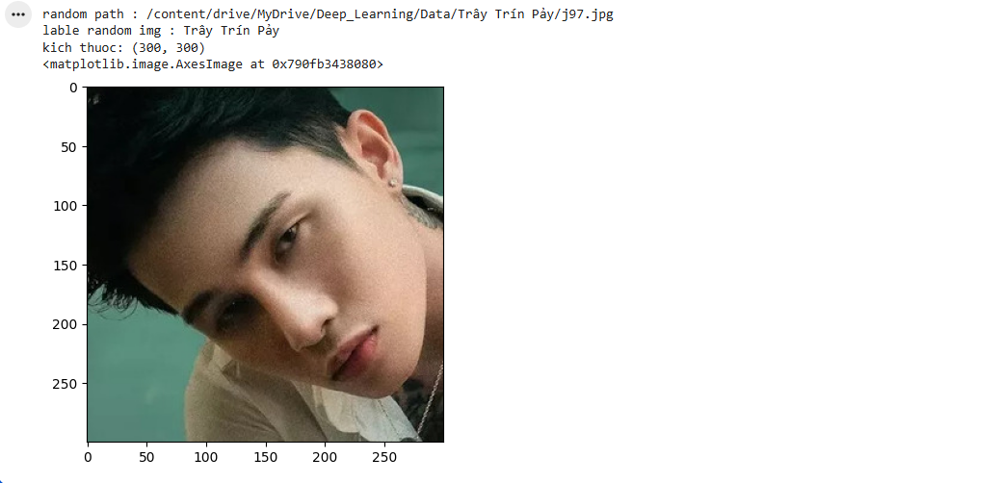 random path : /content/drive/MyDrive/Deep_Learning/Data/Trây Trín Pảy/j97.jpg
lable random img : Trây Trín Pảy
kich thuoc: (300, 300)
<matplotlib.image.AxesImage at 0x790fb3438080>
0
50
100
150
200
250
0 50 100 150 200 250